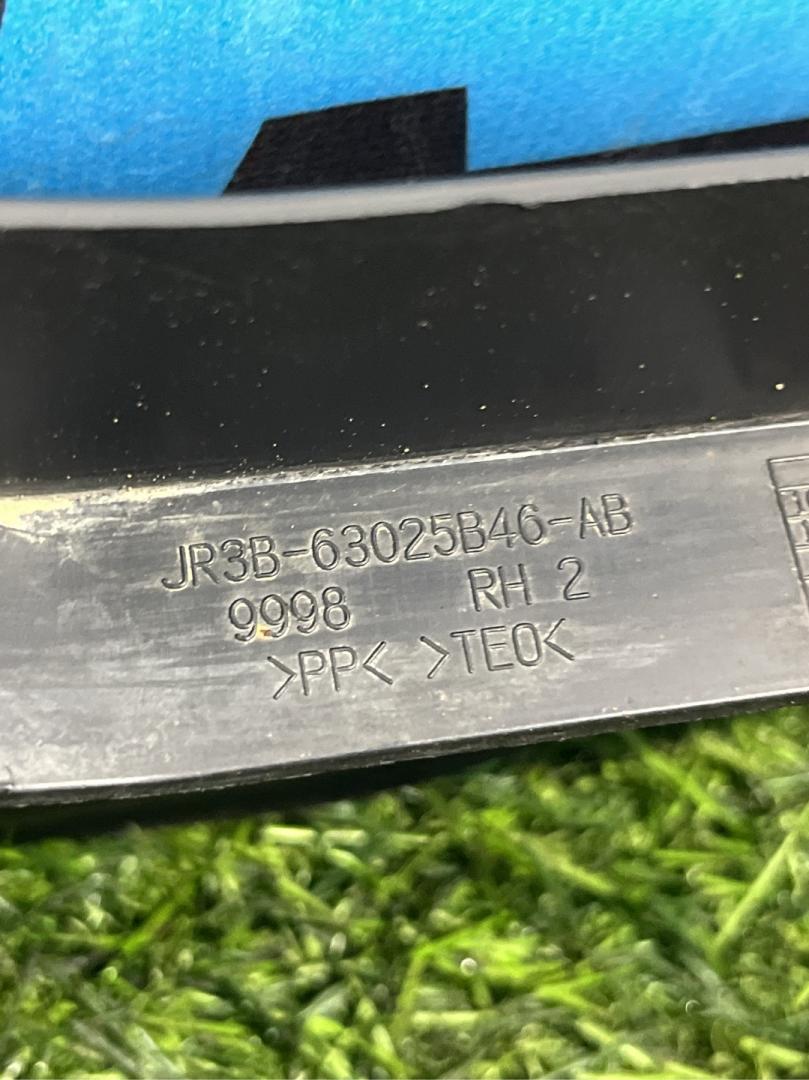 JR3B-63025B46-AB
9998 RH 2
>PP< >TEO<